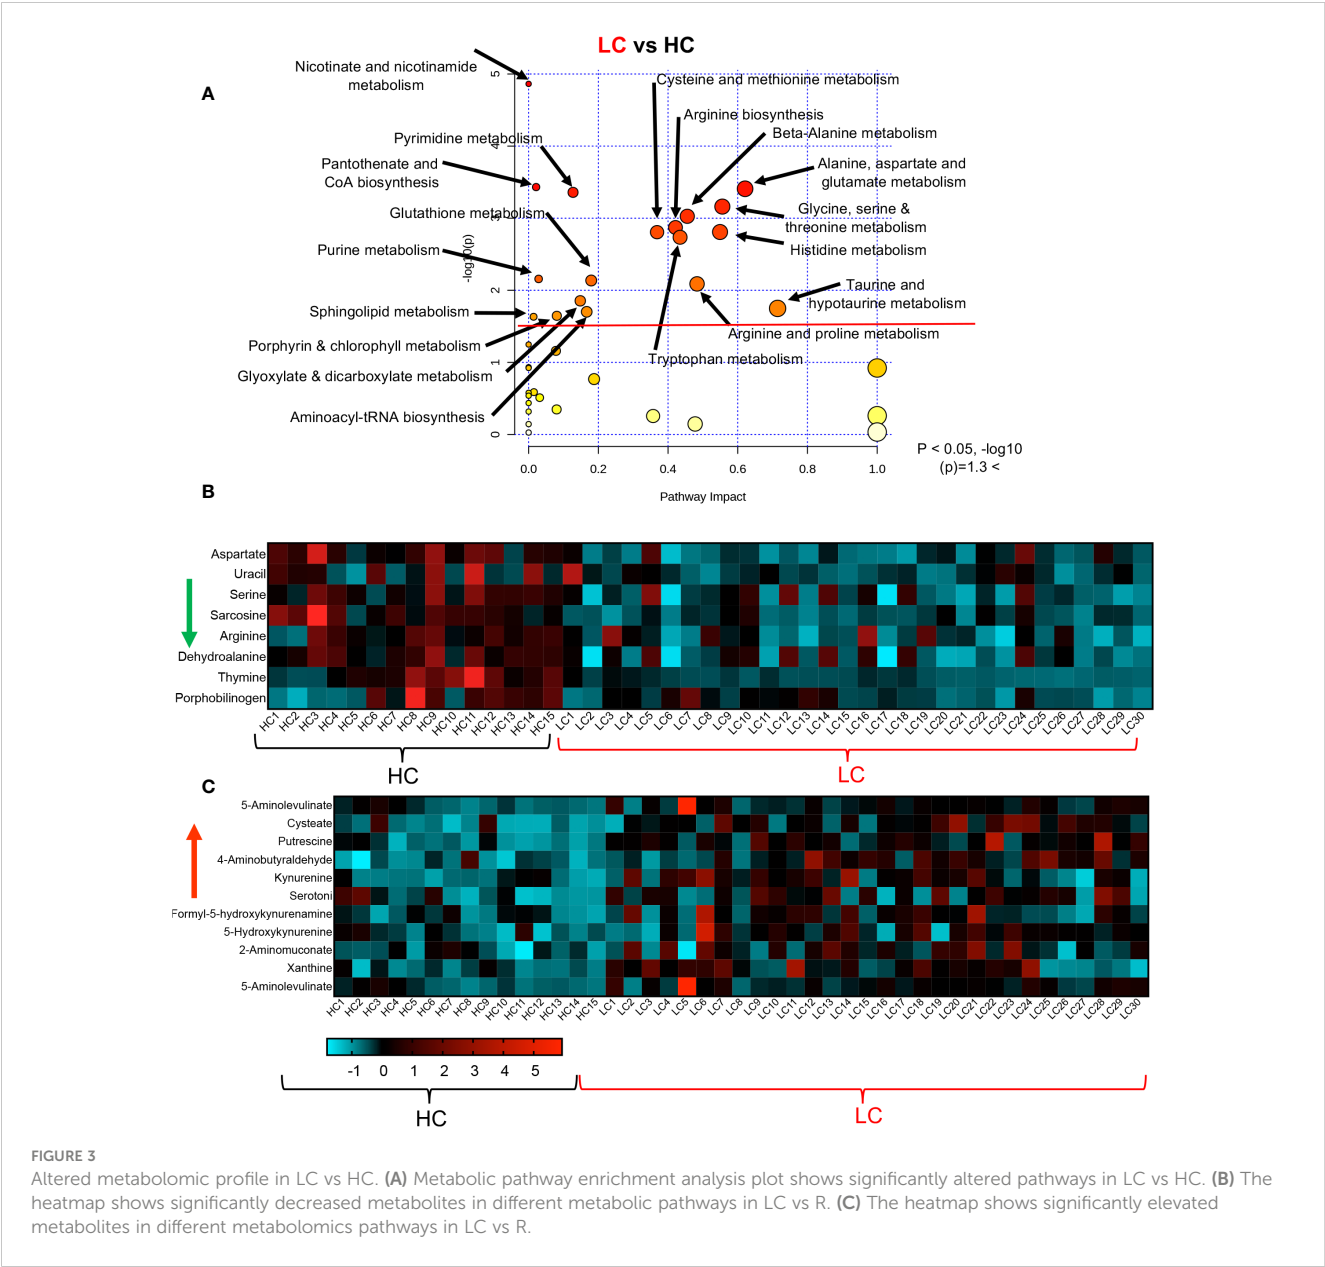 LC vs HC
A
Nicotinate and nicotinamide
metabolism
Cysteine and methionine metabolism
Arginine biosynthesis
Pyrimidine metabolism
Beta-Alanine metabolism
Pantothenate and
CoA biosynthesis
Alanine, aspartate and
glutamate metabolism
Glutathione metabolism
Glycine, serine &
threonine metabolism
Purine metabolism
Histidine metabolism
Taurine and
hypotaurine metabolism
Sphingolipid metabolism
Arginine and proline metabolism
Porphyrin & chlorophyll metabolism
Tryptophan metabolism
Glyoxylate & dicarboxylate metabolism
Aminoacyl-tRNA biosynthesis
-log10(p)
5
4
3
2
1
0
0.0 0.2 0.4 0.6 0.8 1.0
Pathway Impact
P < 0.05, -log10
(p)=1.3 <
B
Aspartate
Uracil
Serine
Sarcosine
Arginine
Dehydroalanine
Thymine
Porphobilinogen
HC1 HC2 HC3 HC4 HC5 HC6 HC7 HC8 HC9 HC10 HC11 HC12 HC13 HC14 HC15 LC1 LC2 LC3 LC4 LC5 LC6 LC7 LC8 LC9 LC10 LC11 LC12 LC13 LC14 LC15 LC16 LC17 LC18 LC19 LC20 LC21 LC22 LC23 LC24 LC25 LC26 LC27 LC28 LC29 LC30
HC
LC
C
5-Aminolevulinate
Cysteate
Putrescine
4-Aminobutyraldehyde
Kynurenine
Serotoni
Formyl-5-hydroxykynurenamine
5-Hydroxykynurenine
2-Aminomuconate
Xanthine
5-Aminolevulinate
HC1 HC2 HC3 HC4 HC5 HC6 HC7 HC8 HC9 HC10 HC11 HC12 HC13 HC14 HC15 LC1 LC2 LC3 LC4 LC5 LC6 LC7 LC8 LC9 LC10 LC11 LC12 LC13 LC14 LC15 LC16 LC17 LC18 LC19 LC20 LC21 LC22 LC23 LC24 LC25 LC26 LC27 LC28 LC29 LC30
-1 0 1 2 3 4 5
HC
LC
FIGURE 3
Altered metabolomic profile in LC vs HC. (A) Metabolic pathway enrichment analysis plot shows significantly altered pathways in LC vs HC. (B) The
heatmap shows significantly decreased metabolites in different metabolic pathways in LC vs R. (C) The heatmap shows significantly elevated
metabolites in different metabolomics pathways in LC vs R.